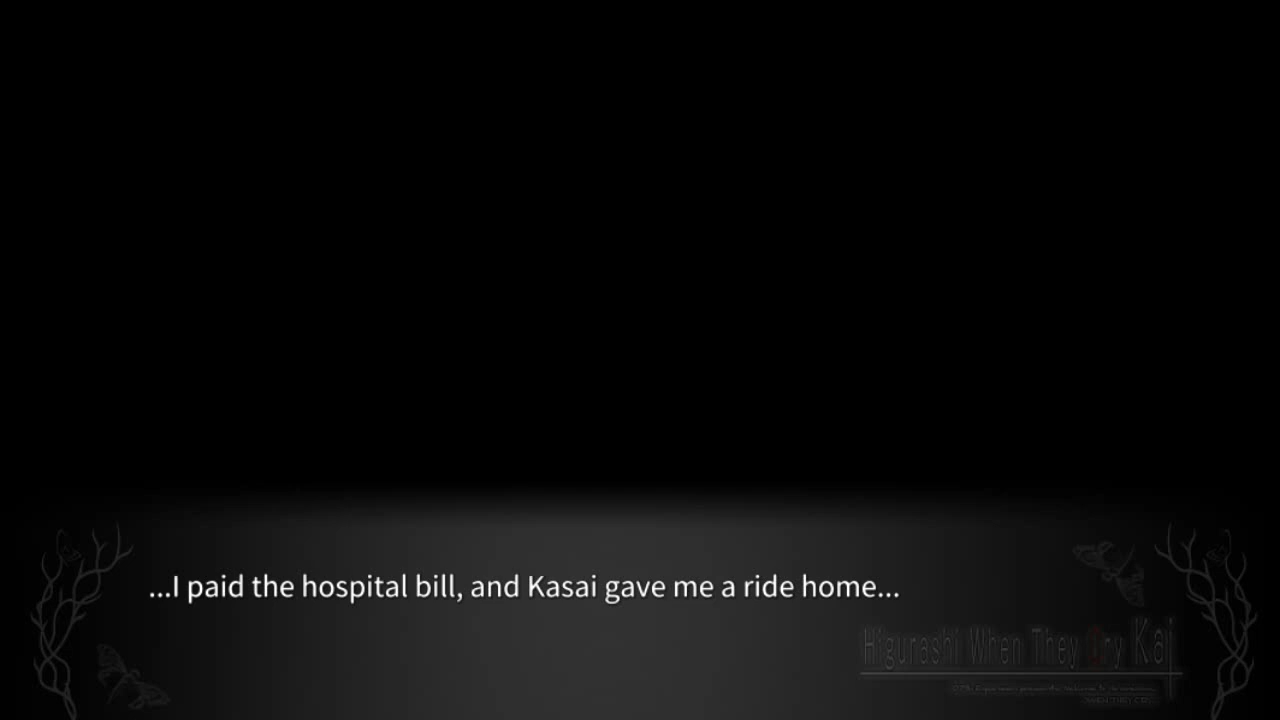 ...I paid the hospital bill, and Kasai gave me a ride home...
Higurashi When They Cry Kai